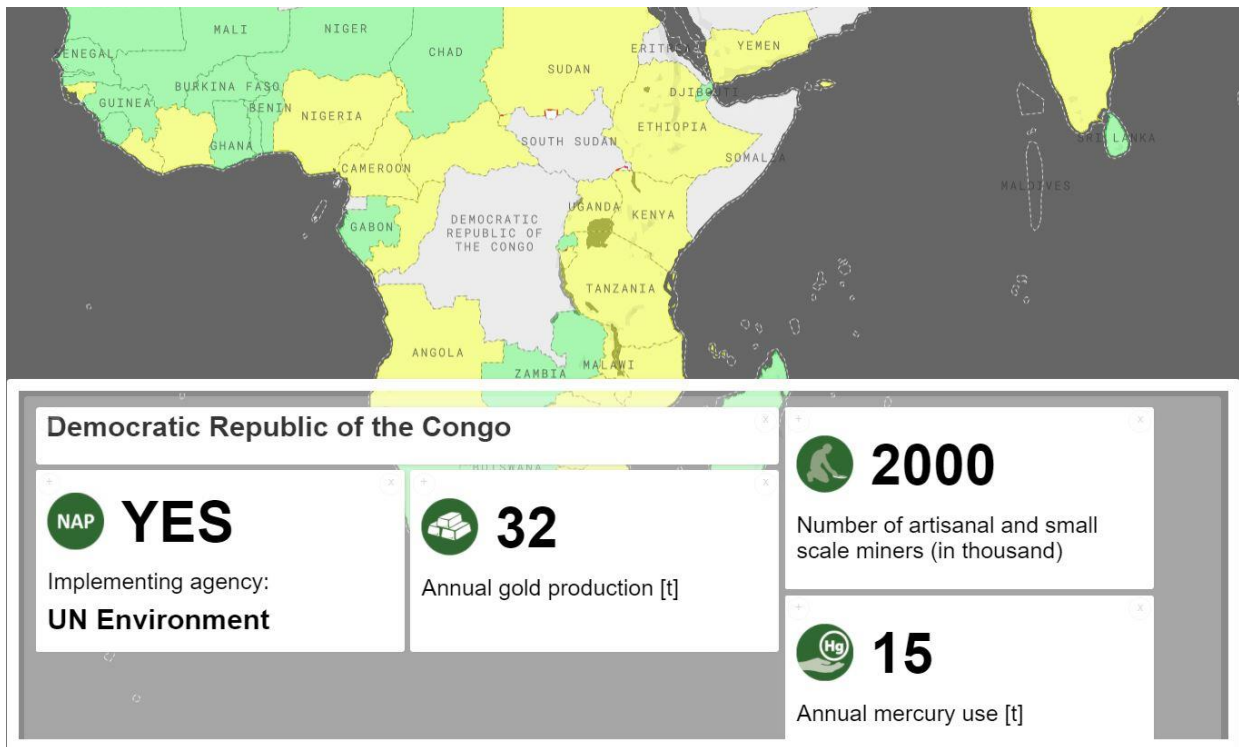 MALI
NIGER
CHAD
SUDAN
ERITREA
YEMEN
SENEGAL
BURKINA FASO
GUINEA
BENIN
NIGERIA
GHANA
DJIBOUTI
ETHIOPIA
SOUTH SUDAN
SOMALIA
SRI LANKA
MALDIVES
CAMEROON
UGANDA
KENYA
GABON
DEMOCRATIC
REPUBLIC OF
THE CONGO
TANZANIA
ANGOLA
MALAWI
ZAMBIA
BOTSWANA
Democratic Republic of the Congo
NAP YES
Implementing agency:
UN Environment
32
Annual gold production [t]
2000
Number of artisanal and small
scale miners (in thousand)
Hg 15
Annual mercury use [t]